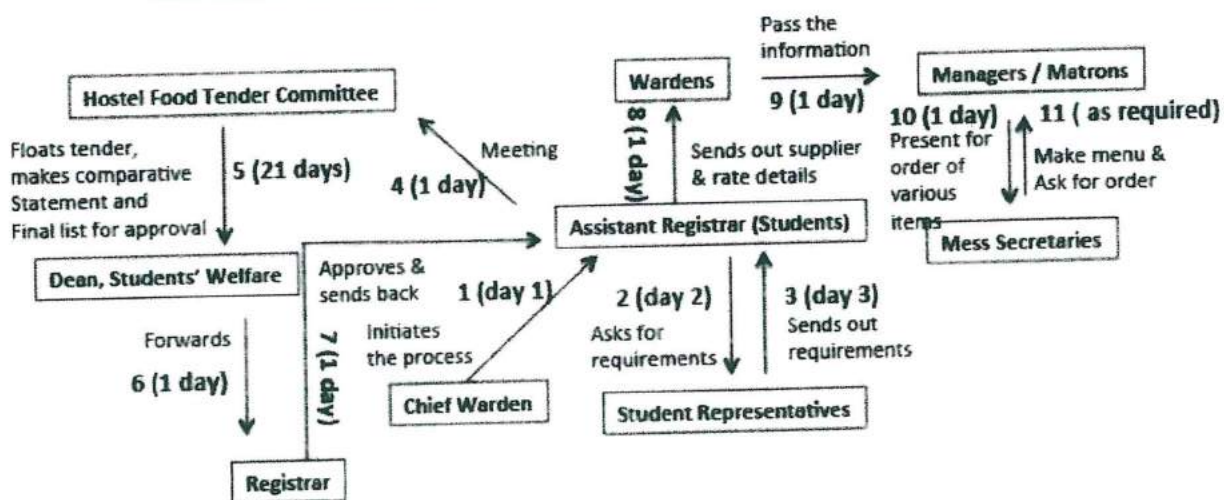 Pass the
information
Wardens
Managers / Matrons
Hostel Food Tender Committee
9 (1 day)
10 (1 day)
11 ( as required)
8 (1 day)
Floats tender,
makes comparative
Statement and
Final list for approval
5 (21 days)
Meeting
4 (1 day)
Sends out supplier
& rate details
Present for
order of
various
items
Make menu &
Ask for order
Assistant Registrar (Students)
Mess Secretaries
Dean, Students' Welfare
Approves &
sends back
1 (day 1)
2 (day 2)
3 (day 3)
Forwards
6 (1 day)
7 (1 day)
Initiates
the process
Asks for
requirements
Sends out
requirements
Chief Warden
Student Representatives
Registrar